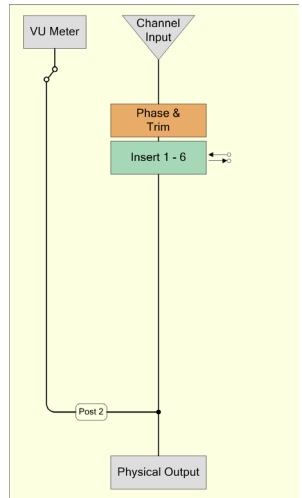 VU Meter
Channel
Input
Phase &
Trim
Insert 1 - 6
Post 2
Physical Output